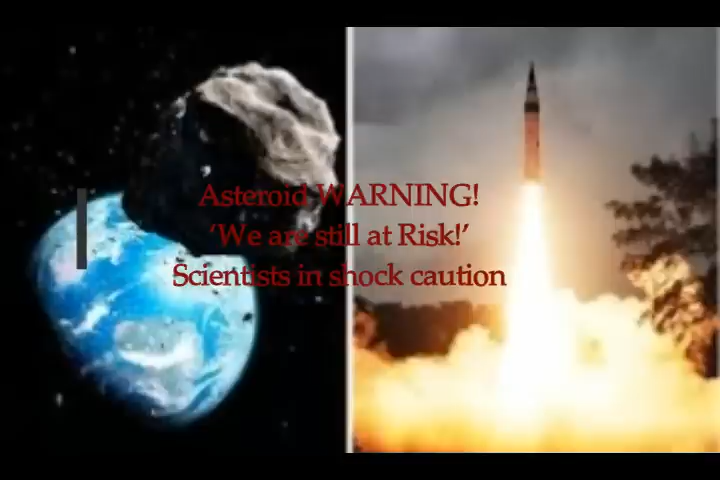 Asteroid WARNING!
‘We are still at Risk!’
Scientists in shock caution